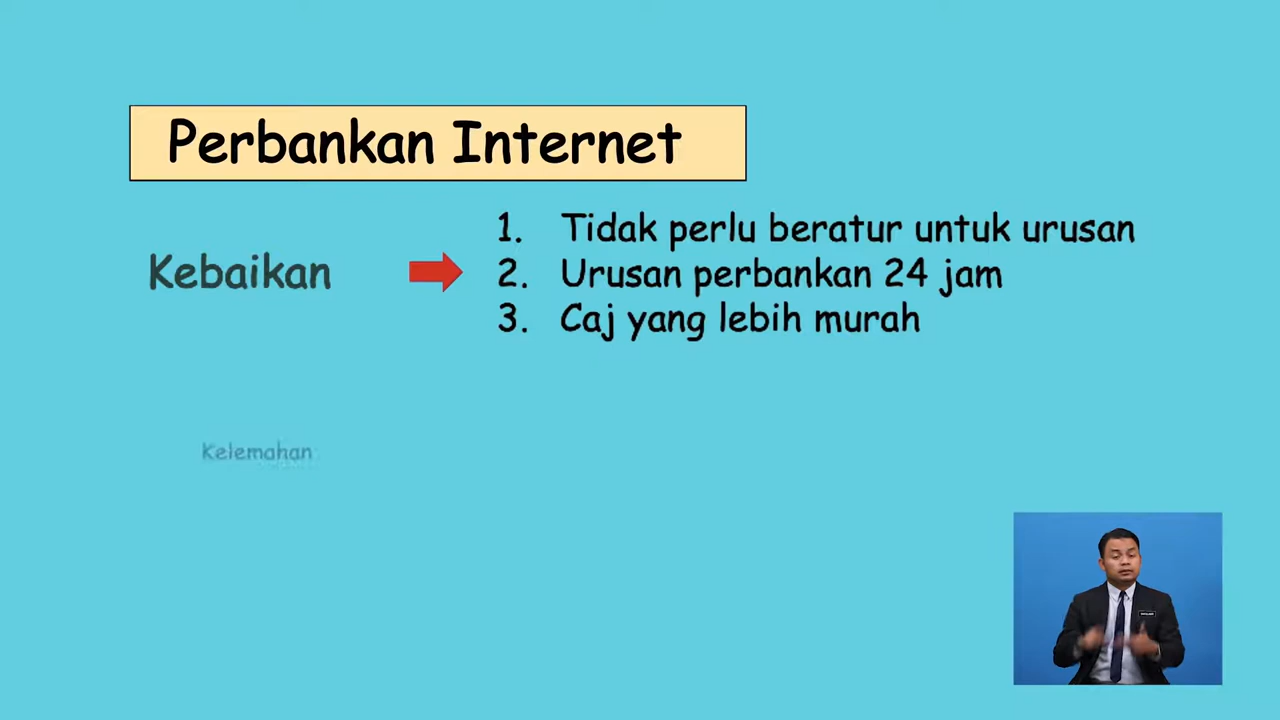 Perbankan Internet
Kebaikan
1. Tidak perlu beratur untuk urusan
2. Urusan perbankan 24 jam
3. Caj yang lebih murah
Kelemahan